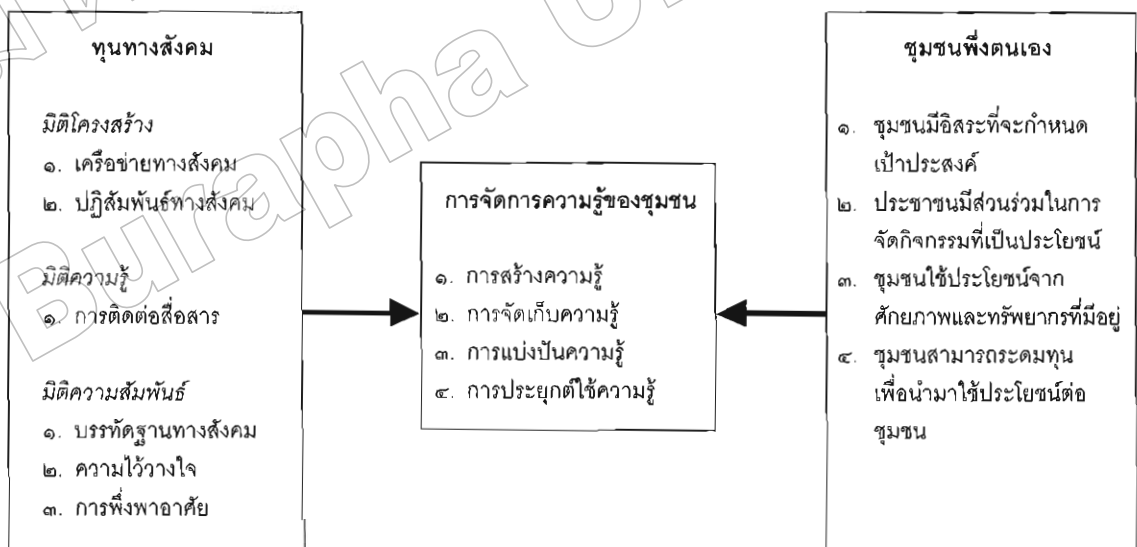 ทุนทางสังคม
มิติโครงสร้าง
๑. เครือข่ายทางสังคม
๒. ปฏิสัมพันธ์ทางสังคม
มิติความรู้
๑. การติดต่อสื่อสาร
มิติความสัมพันธ์
๑. บรรทัดฐานทางสังคม
๒. ความไว้วางใจ
๓. การพึ่งพาอาศัย
การจัดการความรู้ของชุมชน
๑. การสร้างความรู้
๒. การจัดเก็บความรู้
๓. การแบ่งปันความรู้
๔. การประยุกต์ใช้ความรู้
ชุมชนพึ่งตนเอง
๑. ชุมชนมีอิสระที่จะกำหนด
เป้าประสงค์
๒. ประชาชนมีส่วนร่วมในการ
จัดกิจกรรมที่เป็นประโยชน์
๓. ชุมชนใช้ประโยชน์จาก
ศักยภาพและทรัพยากรที่มีอยู่
๔. ชุมชนสามารถระดมทุน
เพื่อนำมาใช้ประโยชน์ต่อ
ชุมชน
Burapha